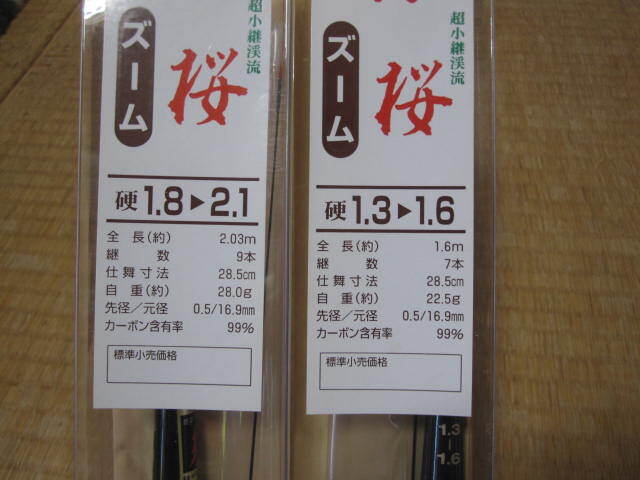 超小継渓流
桜
ズーム
硬 1.8▶2.1
全長(約) 2.03m
継数 9本
仕舞寸法 28.5cm
自重(約) 28.0g
先径/元径 0.5/16.9mm
カーボン含有率 99%
標準小売価格
超小継渓流
桜
ズーム
硬 1.3▶1.6
全長(約) 1.6m
継数 7本
仕舞寸法 28.5cm
自重(約) 22.5g
先径/元径 0.5/16.9mm
カーボン含有率 99%
標準小売価格
1.3
1.6